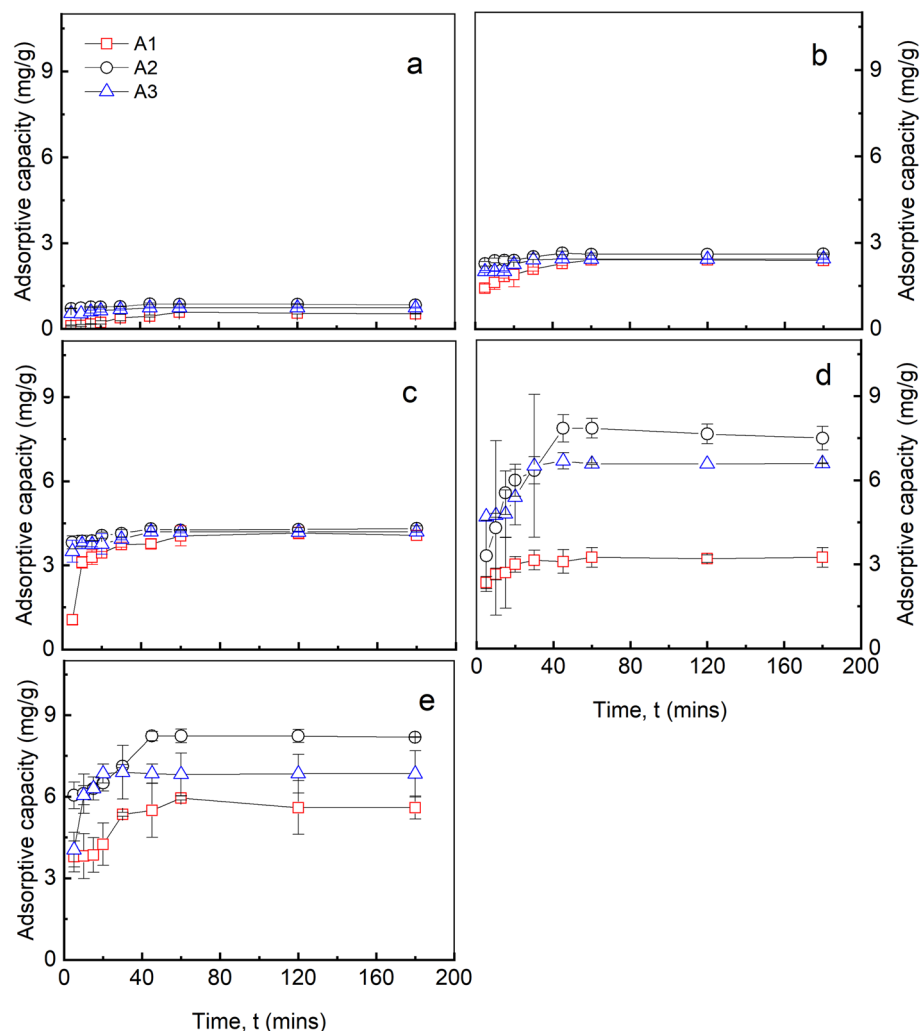 Adsorptive capacity (mg/g)
9
6
3
0
A1
A2
A3
a
b
9
6
3
0
Adsorptive capacity (mg/g)
Adsorptive capacity (mg/g)
9
6
3
0
c
d
9
6
3
0
Adsorptive capacity (mg/g)
0 40 80 120 160 200
Time, t (mins)
Adsorptive capacity (mg/g)
9
6
3
0
e
0 40 80 120 160 200
Time, t (mins)